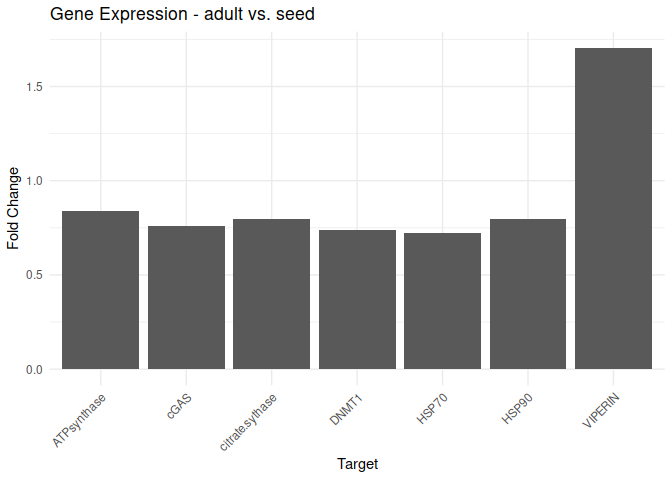 Gene Expression - adult vs. seed
Fold Change
1.5
1.0
0.5
0.0
ATPsynthase
cGAS
citrate.sythase
DNMT1
HSP70
HSP90
VIPERIN
Target